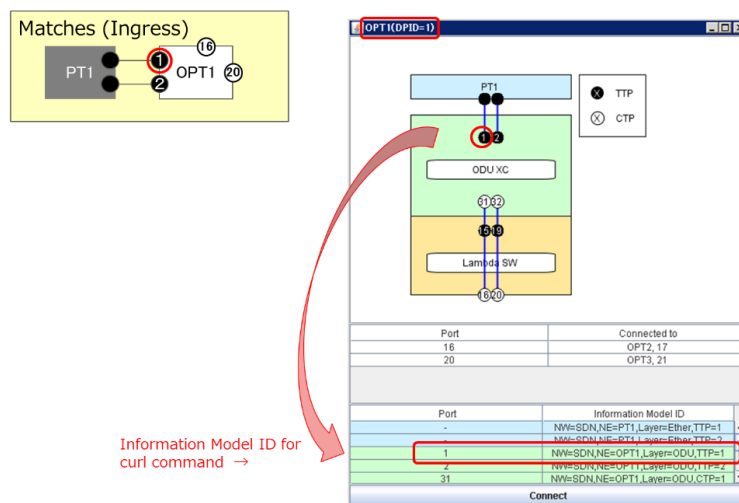 Matches (Ingress)
PT1
1
2
OPT1
16
20
OPT1(DPID=1)
PT1
X TTP
X CTP
1 2
ODU XC
31 32
15 19
Lambda SW
16 20
Port Connected to
16 OPT2, 17
20 OPT3, 21
Port Information Model ID
- NW=SDN,NE=PT1,Layer=Ether,TTP=1
- NW=SDN,NE=PT1,Layer=Ether,TTP=2
1 NW=SDN,NE=OPT1,Layer=ODU,TTP=1
2 NW=SDN,NE=OPT1,Layer=ODU,TTP=2
31 NW=SDN,NE=OPT1,Layer=ODU,CTP=1
Information Model ID for
curl command →
Connect